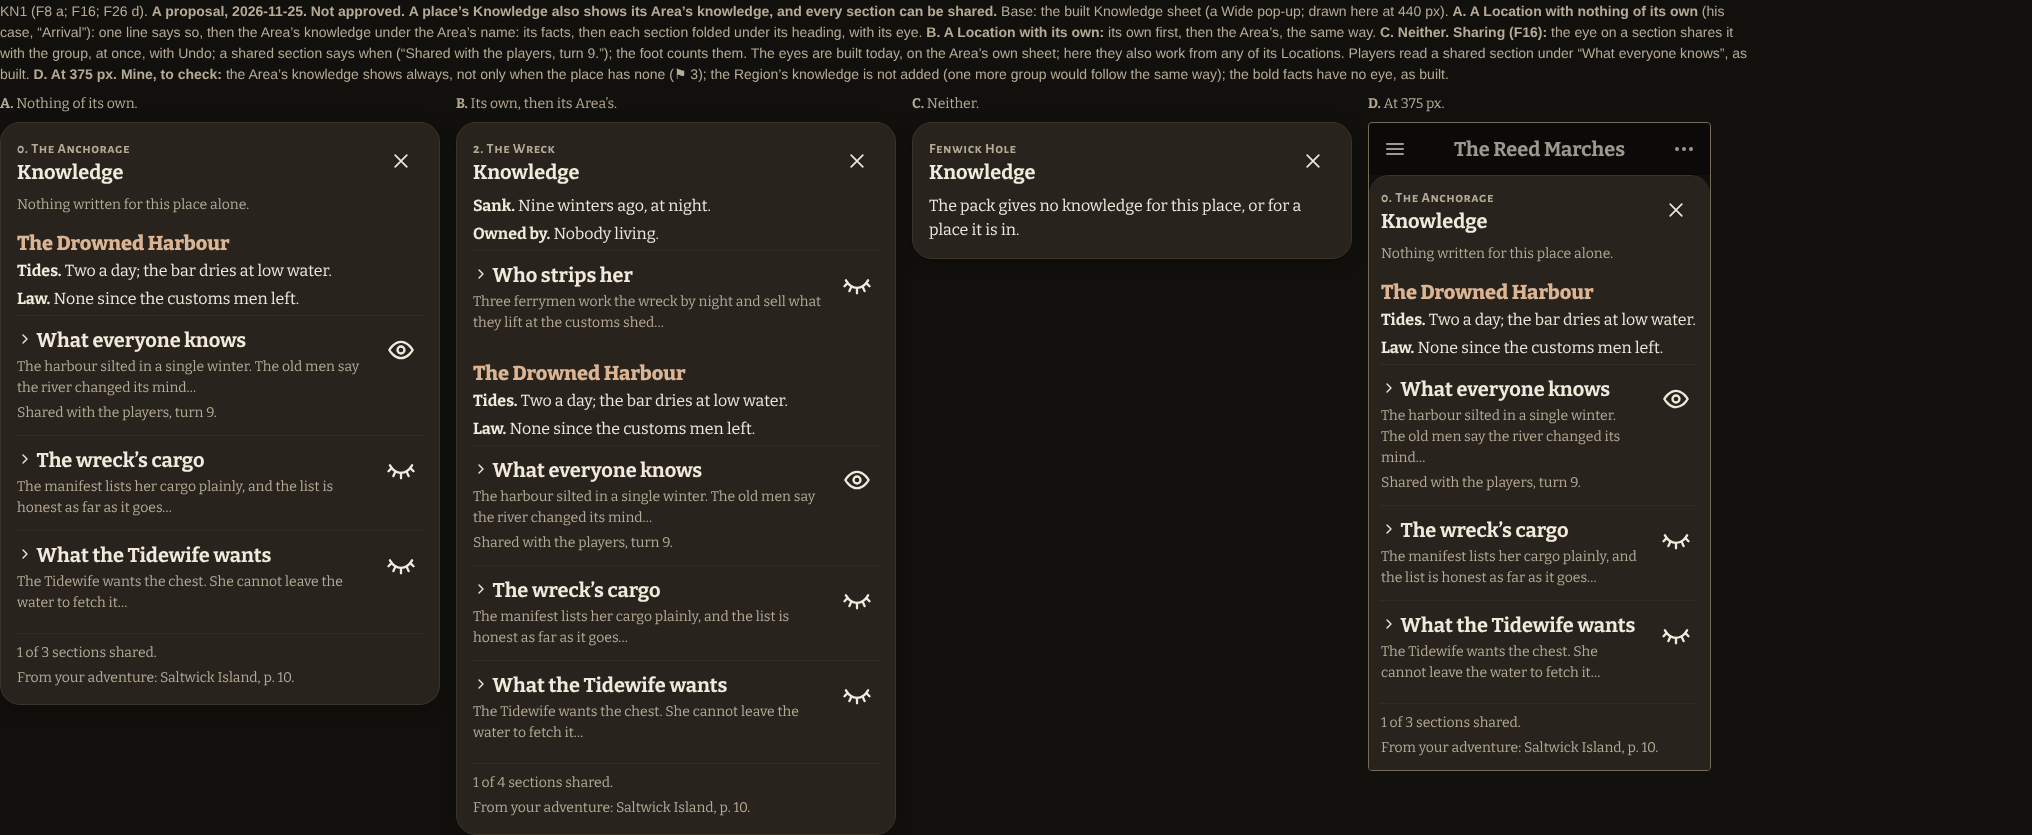 KN1 (F8 a; F16; F26 d). A proposal, 2026-11-25. Not approved. A place's Knowledge also shows its Area's knowledge, and every section can be shared. Base: the built Knowledge sheet (a Wide pop-up; drawn here at 440 px). A. A Location with nothing of its own (his
case, “Arrival”): one line says so, then the Area's knowledge under the Area's name: its facts, then each section folded under its heading, with its eye. B. A Location with its own: its own first, then the Area's, the same way. C. Neither. Sharing (F16): the eye on a section shares it
with the group, at once, with Undo; a shared section says when (“Shared with the players, turn 9.”); the foot counts them. The eyes are built today, on the Area's own sheet; here they also work from any of its Locations. Players read a shared section under “What everyone knows”, as
built. D. At 375 px. Mine, to check: the Area's knowledge shows always, not only when the place has none (⚑ 3); the Region's knowledge is not added (one more group would follow the same way); the bold facts have no eye, as built.
A. Nothing of its own.
0. The Anchorage
Knowledge
Nothing written for this place alone.
The Drowned Harbour
Tides. Two a day; the bar dries at low water.
Law. None since the customs men left.
What everyone knows
The harbour silted in a single winter. The old men say
the river changed its mind…
Shared with the players, turn 9.
The wreck's cargo
The manifest lists her cargo plainly, and the list is
honest as far as it goes…
What the Tidewife wants
The Tidewife wants the chest. She cannot leave the
water to fetch it…
1 of 3 sections shared.
From your adventure: Saltwick Island, p. 10.
B. Its own, then its Area's.
2. The Wreck
Knowledge
Sank. Nine winters ago, at night.
Owned by. Nobody living.
Who strips her
Three ferrymen work the wreck by night and sell what
they lift at the customs shed…
The Drowned Harbour
Tides. Two a day; the bar dries at low water.
Law. None since the customs men left.
What everyone knows
The harbour silted in a single winter. The old men say
the river changed its mind…
Shared with the players, turn 9.
The wreck's cargo
The manifest lists her cargo plainly, and the list is
honest as far as it goes…
What the Tidewife wants
The Tidewife wants the chest. She cannot leave the
water to fetch it…
1 of 4 sections shared.
From your adventure: Saltwick Island, p. 10.
C. Neither.
Fenwick Hole
Knowledge
The pack gives no knowledge for this place, or for a
place it is in.
D. At 375 px.
The Reed Marches
0. The Anchorage
Knowledge
Nothing written for this place alone.
The Drowned Harbour
Tides. Two a day; the bar dries at low water.
Law. None since the customs men left.
What everyone knows
The harbour silted in a single winter.
The old men say the river changed its
mind…
Shared with the players, turn 9.
The wreck's cargo
The manifest lists her cargo plainly, and
the list is honest as far as it goes…
What the Tidewife wants
The Tidewife wants the chest. She
cannot leave the water to fetch it…
1 of 3 sections shared.
From your adventure: Saltwick Island, p. 10.